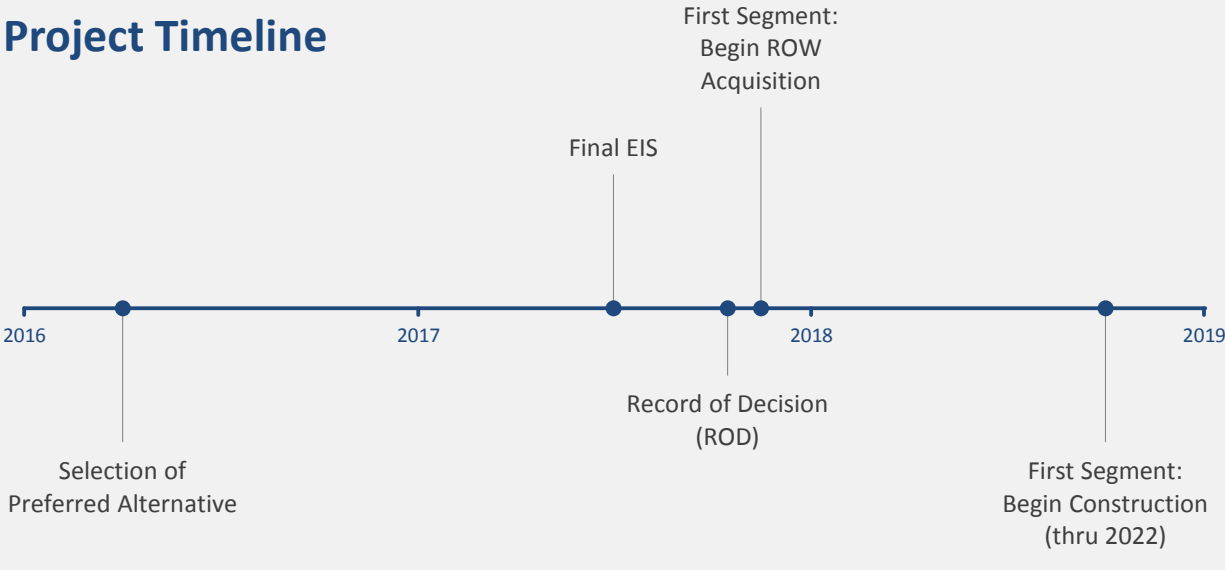 Project Timeline
First Segment:
Begin ROW
Acquisition
Final EIS
2016
2017
2018
2019
Record of Decision
(ROD)
Selection of
Preferred Alternative
First Segment:
Begin Construction
(thru 2022)